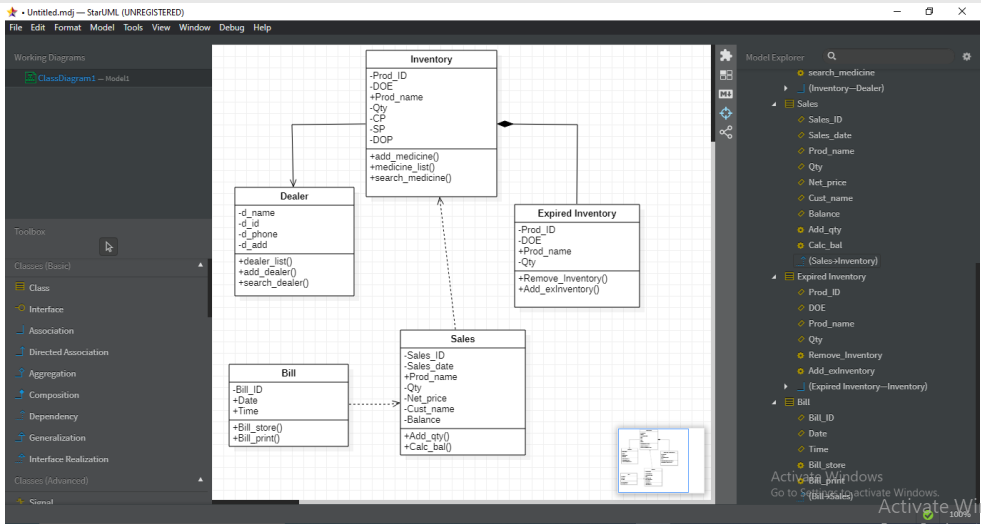 • Untitled.mdj — StarUML (UNREGISTERED)
File Edit Format Model Tools View Window Debug Help
Working Diagrams
ClassDiagram1 — Model1
Toolbox
Classes (Basic)
Class
Interface
Association
Directed Association
Aggregation
Composition
Dependency
Generalization
Interface Realization
Classes (Advanced)
Signal
Inventory
-Prod_ID
-DOE
+Prod_name
-Qty
-CP
-SP
-DOP
+add_medicine()
+medicine_list()
+search_medicine()
Dealer
-d_name
-d_id
-d_phone
-d_add
+dealer_list()
+add_dealer()
+search_dealer()
Expired Inventory
-Prod_ID
-DOE
+Prod_name
-Qty
+Remove_Inventory()
+Add_exInventory()
Sales
-Sales_ID
-Sales_date
+Prod_name
-Qty
-Net_price
-Cust_name
-Balance
+Add_qty()
+Calc_bal()
Bill
-Bill_ID
+Date
+Time
+Bill_store()
+Bill_print()
M↓
Model Explorer
search_medicine
(Inventory—Dealer)
Sales
Sales_ID
Sales_date
Prod_name
Qty
Net_price
Cust_name
Balance
Add_qty
Calc_bal
(Sales→Inventory)
Expired Inventory
Prod_ID
DOE
Prod_name
Qty
Remove_Inventory
Add_exInventory
(Expired Inventory—Inventory)
Bill
Bill_ID
Date
Time
Bill_store
Bill_print
(Bill→Sales)
Activate Windows
Go to Settings to activate Windows.
Activate Wi
100%